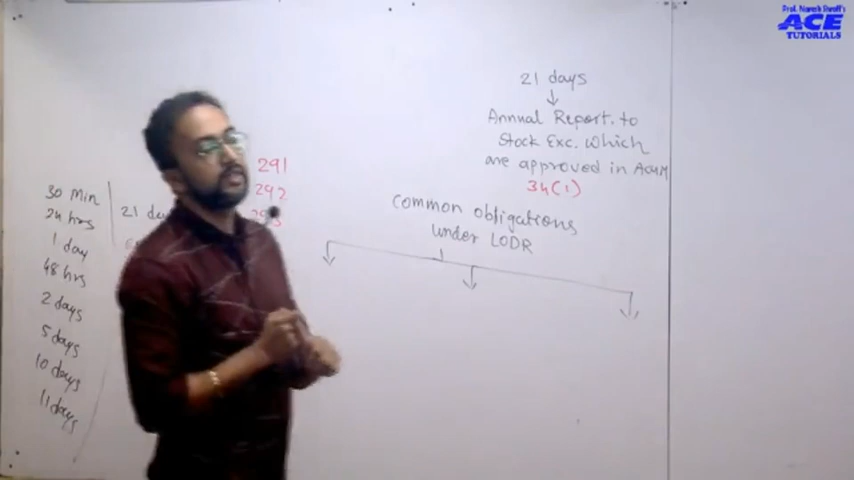 Prof. Naresh Shroff's
ACE
TUTORIALS
21 days
Annual Report to
Stock Exc. which
are approved in AGM
34(1)
Common obligations
under LODR
291
292
30 Min
24 hrs
1 day
48 hrs
2 days
5 days
10 days
11 days
21